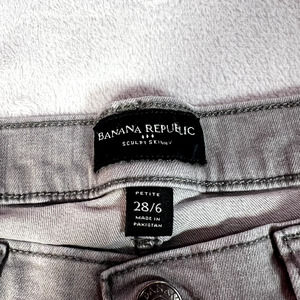 BANANA REPUBLIC
SCULPT SKINNY
PETITE
28/6
MADE IN
PAKISTAN